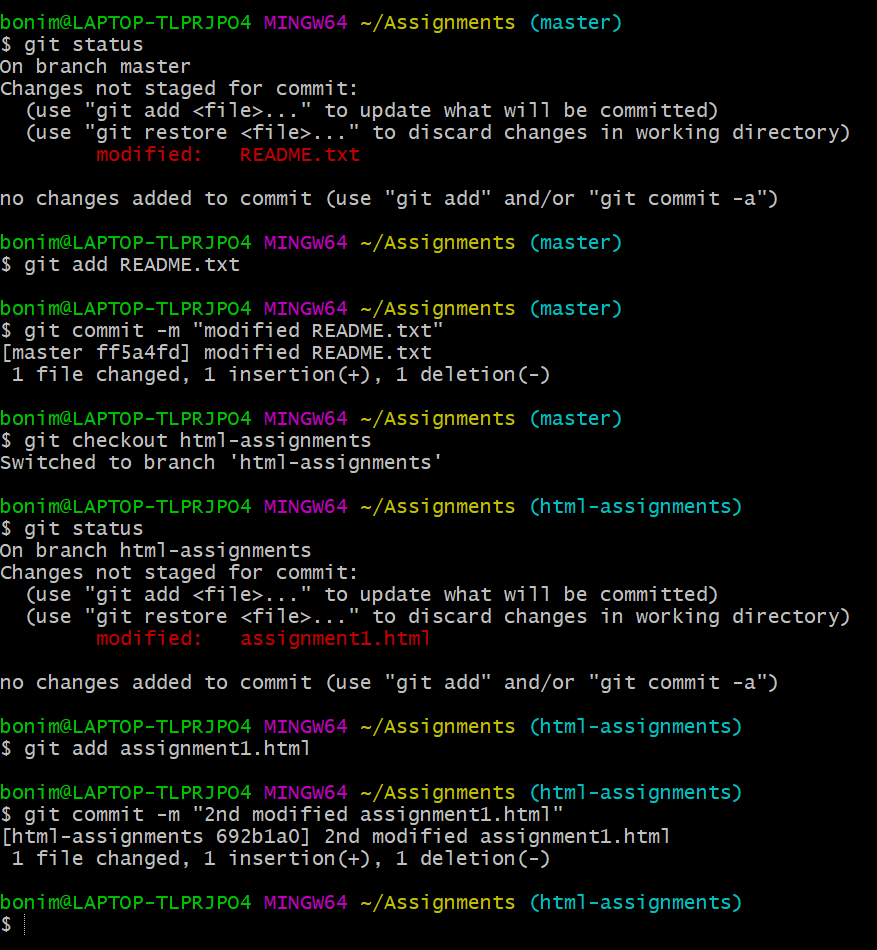 bonim@LAPTOP-TLPRJPO4 MINGW64 ~/Assignments (master)
$ git status
On branch master
Changes not staged for commit:
  (use "git add <file>..." to update what will be committed)
  (use "git restore <file>..." to discard changes in working directory)
        modified:   README.txt

no changes added to commit (use "git add" and/or "git commit -a")

bonim@LAPTOP-TLPRJPO4 MINGW64 ~/Assignments (master)
$ git add README.txt

bonim@LAPTOP-TLPRJPO4 MINGW64 ~/Assignments (master)
$ git commit -m "modified README.txt"
[master ff5a4fd] modified README.txt
 1 file changed, 1 insertion(+), 1 deletion(-)

bonim@LAPTOP-TLPRJPO4 MINGW64 ~/Assignments (master)
$ git checkout html-assignments
Switched to branch 'html-assignments'

bonim@LAPTOP-TLPRJPO4 MINGW64 ~/Assignments (html-assignments)
$ git status
On branch html-assignments
Changes not staged for commit:
  (use "git add <file>..." to update what will be committed)
  (use "git restore <file>..." to discard changes in working directory)
        modified:   assignment1.html

no changes added to commit (use "git add" and/or "git commit -a")

bonim@LAPTOP-TLPRJPO4 MINGW64 ~/Assignments (html-assignments)
$ git add assignment1.html

bonim@LAPTOP-TLPRJPO4 MINGW64 ~/Assignments (html-assignments)
$ git commit -m "2nd modified assignment1.html"
[html-assignments 692b1a0] 2nd modified assignment1.html
 1 file changed, 1 insertion(+), 1 deletion(-)

bonim@LAPTOP-TLPRJPO4 MINGW64 ~/Assignments (html-assignments)
$